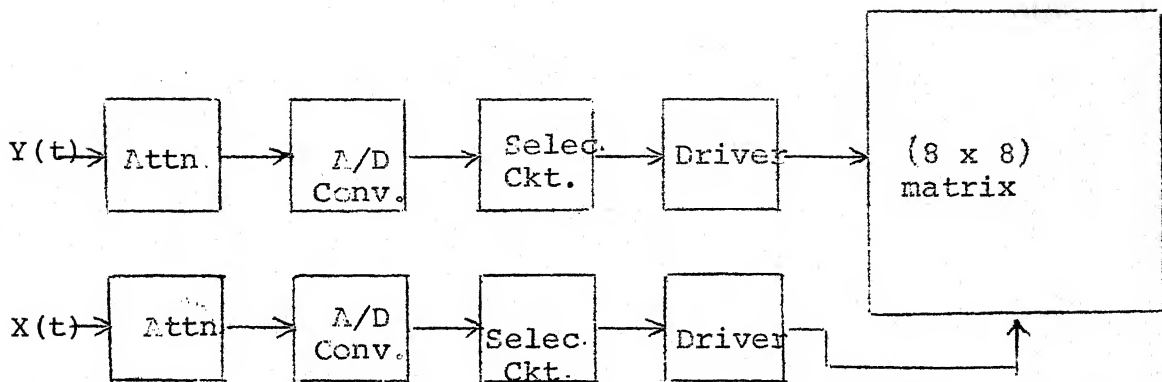 Y(t)
Attn.
A/D
Conv.
Selec.
Ckt.
Driver
(8 x 8)
matrix
X(t)
Attn
A/D
Conv.
Selec.
Ckt.
Driver